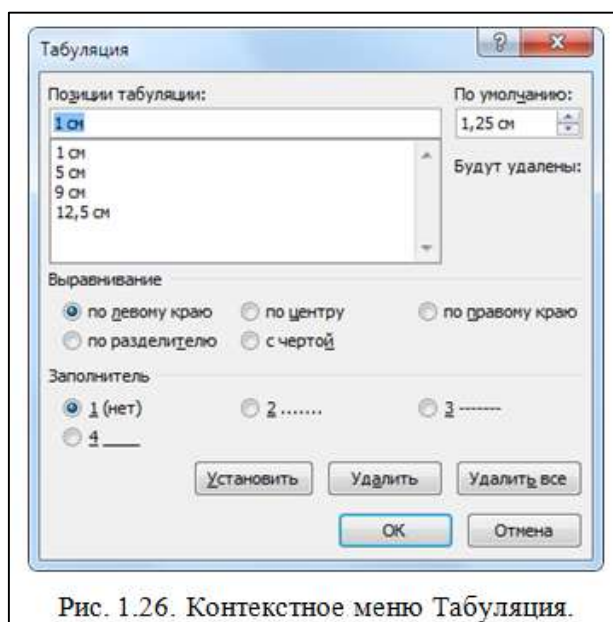 Табуляция
Позиции табуляции: По умолчанию:
1 см 1,25 см
1 см
5 см
9 см
12,5 см
Будут удалены:
Выравнивание
по левому краю по центру по правому краю
по разделителю с чертой
Заполнитель
1 (нет) 2 ....... 3 -------
4 ____
Установить Удалить Удалить все
ОК Отмена
Рис. 1.26. Контекстное меню Табуляция.